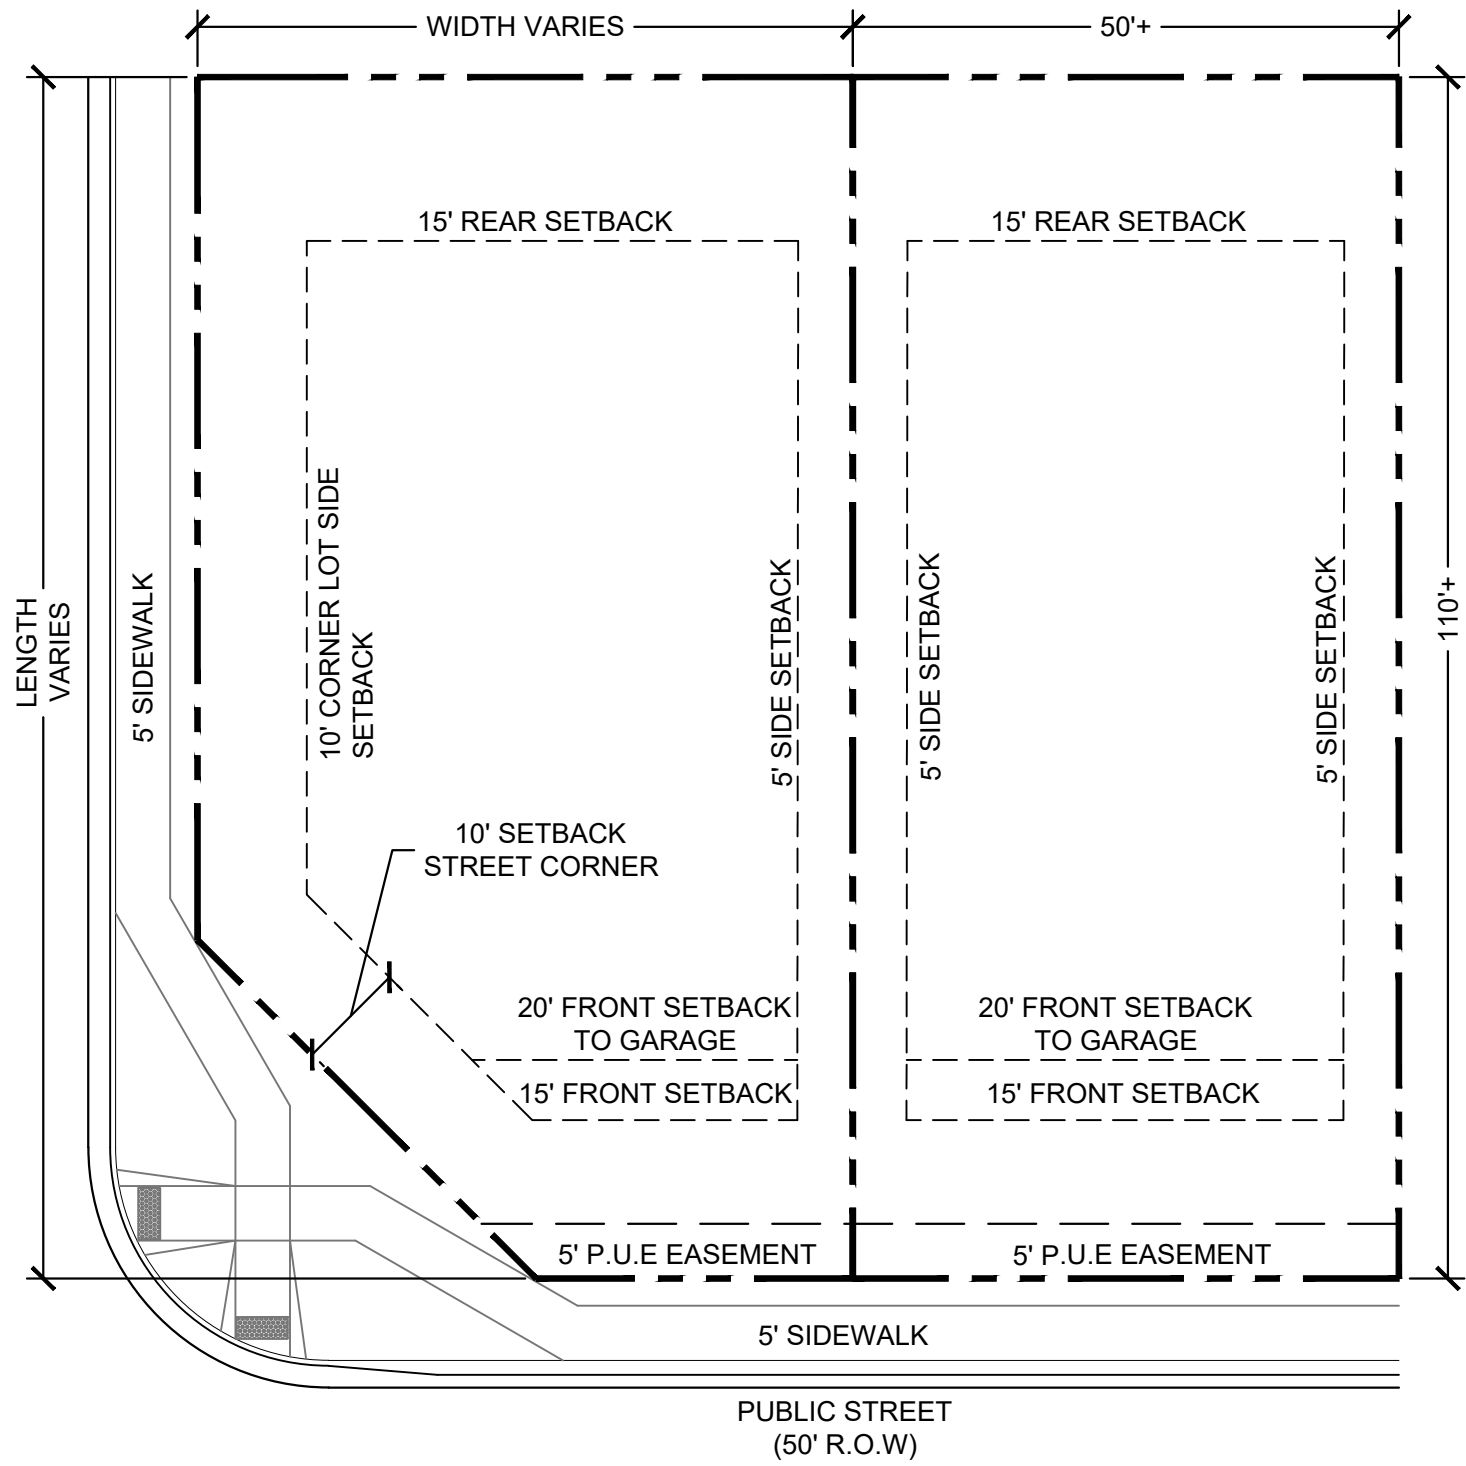 WIDTH VARIES
50'+
15' REAR SETBACK
15' REAR SETBACK
LENGTH
VARIES
5' SIDEWALK
10' CORNER LOT SIDE
SETBACK
5' SIDE SETBACK
5' SIDE SETBACK
5' SIDE SETBACK
110'+
10' SETBACK
STREET CORNER
20' FRONT SETBACK
TO GARAGE
20' FRONT SETBACK
TO GARAGE
15' FRONT SETBACK
15' FRONT SETBACK
5' P.U.E EASEMENT
5' P.U.E EASEMENT
5' SIDEWALK
PUBLIC STREET
(50' R.O.W)